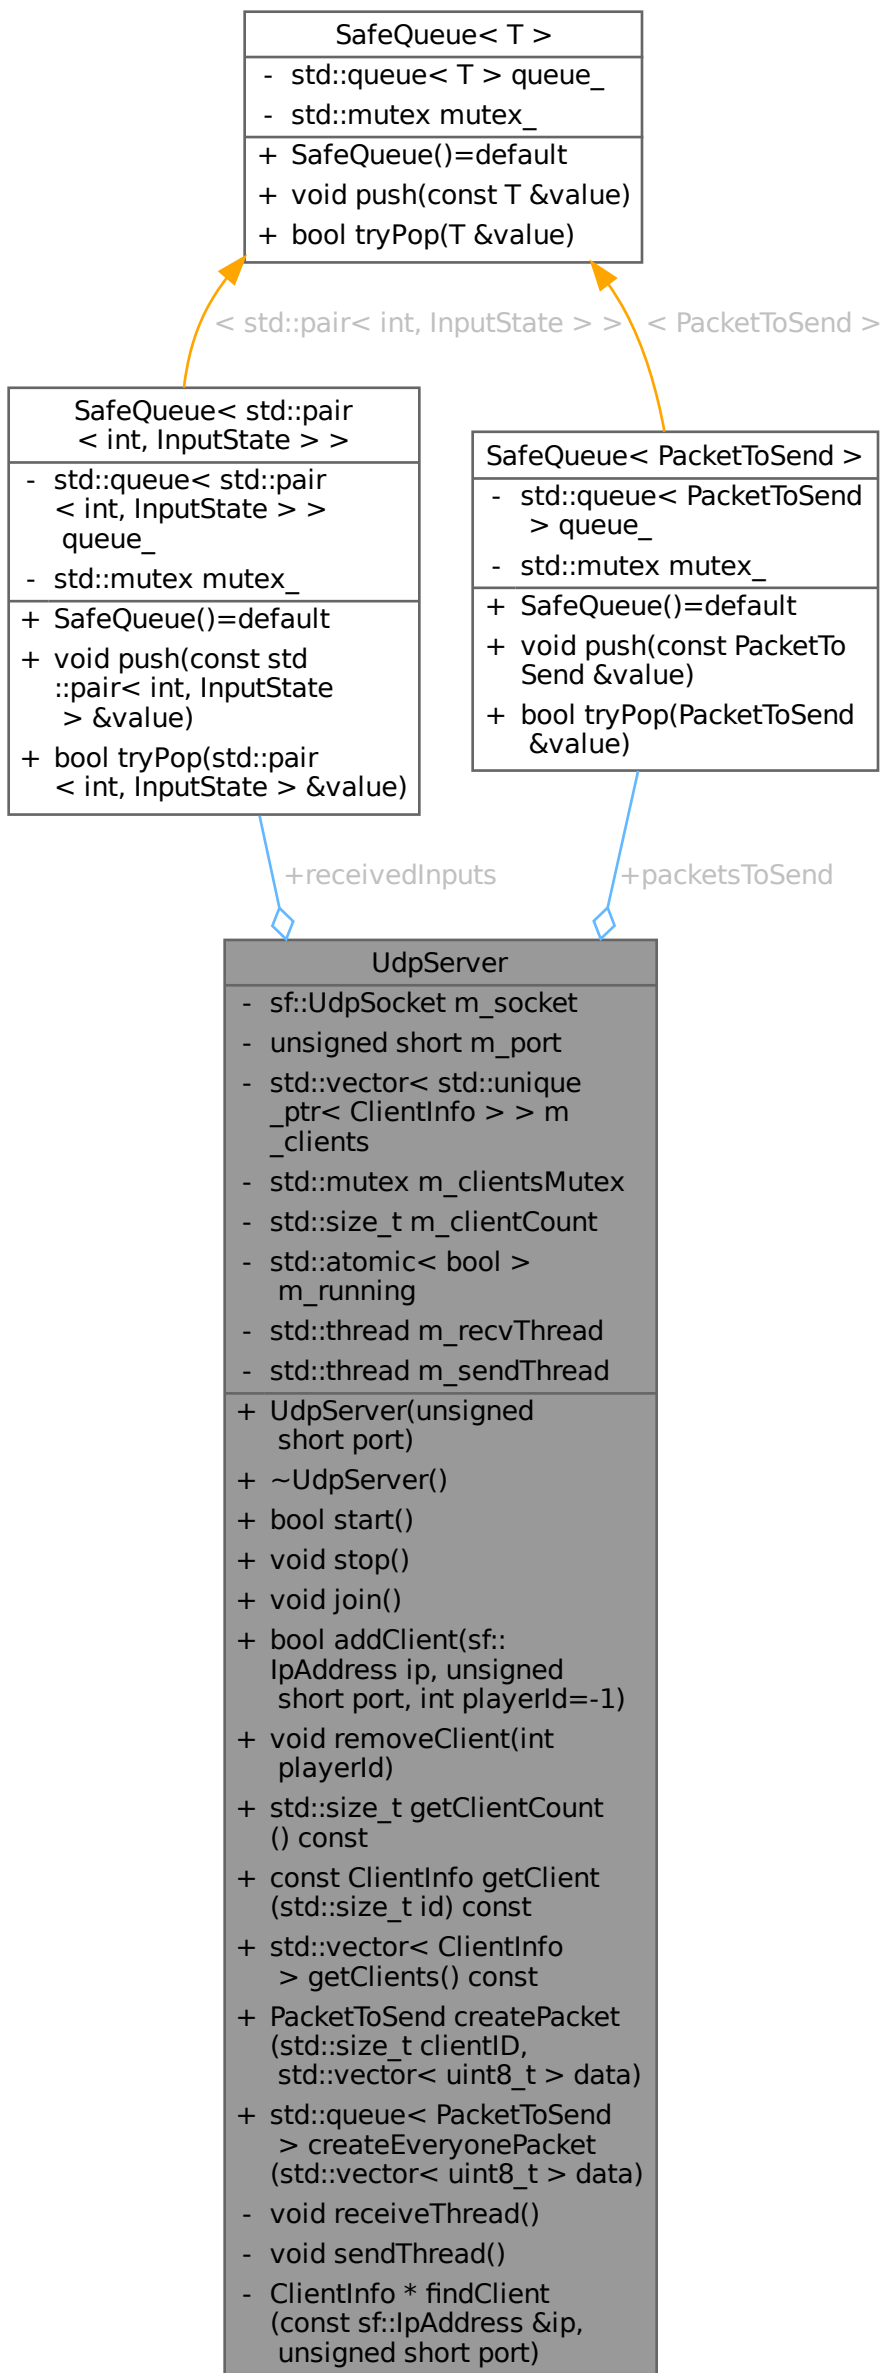 SafeQueue< T >
- std::queue< T > queue_
- std::mutex mutex_
+ SafeQueue()=default
+ void push(const T &value)
+ bool tryPop(T &value)
< std::pair< int, InputState > >
< PacketToSend >
SafeQueue< std::pair
< int, InputState > >
- std::queue< std::pair
< int, InputState > >
queue_
- std::mutex mutex_
+ SafeQueue()=default
+ void push(const std
::pair< int, InputState
> &value)
+ bool tryPop(std::pair
< int, InputState > &value)
SafeQueue< PacketToSend >
- std::queue< PacketToSend
> queue_
- std::mutex mutex_
+ SafeQueue()=default
+ void push(const PacketTo
Send &value)
+ bool tryPop(PacketToSend
&value)
+receivedInputs
+packetsToSend
UdpServer
- sf::UdpSocket m_socket
- unsigned short m_port
- std::vector< std::unique
_ptr< ClientInfo > > m
_clients
- std::mutex m_clientsMutex
- std::size_t m_clientCount
- std::atomic< bool >
m_running
- std::thread m_recvThread
- std::thread m_sendThread
+ UdpServer(unsigned
short port)
+ ~UdpServer()
+ bool start()
+ void stop()
+ void join()
+ bool addClient(sf::
IpAddress ip, unsigned
short port, int playerId=-1)
+ void removeClient(int
playerId)
+ std::size_t getClientCount
() const
+ const ClientInfo getClient
(std::size_t id) const
+ std::vector< ClientInfo
> getClients() const
+ PacketToSend createPacket
(std::size_t clientID,
std::vector< uint8_t > data)
+ std::queue< PacketToSend
> createEveryonePacket
(std::vector< uint8_t > data)
- void receiveThread()
- void sendThread()
- ClientInfo * findClient
(const sf::IpAddress &ip,
unsigned short port)